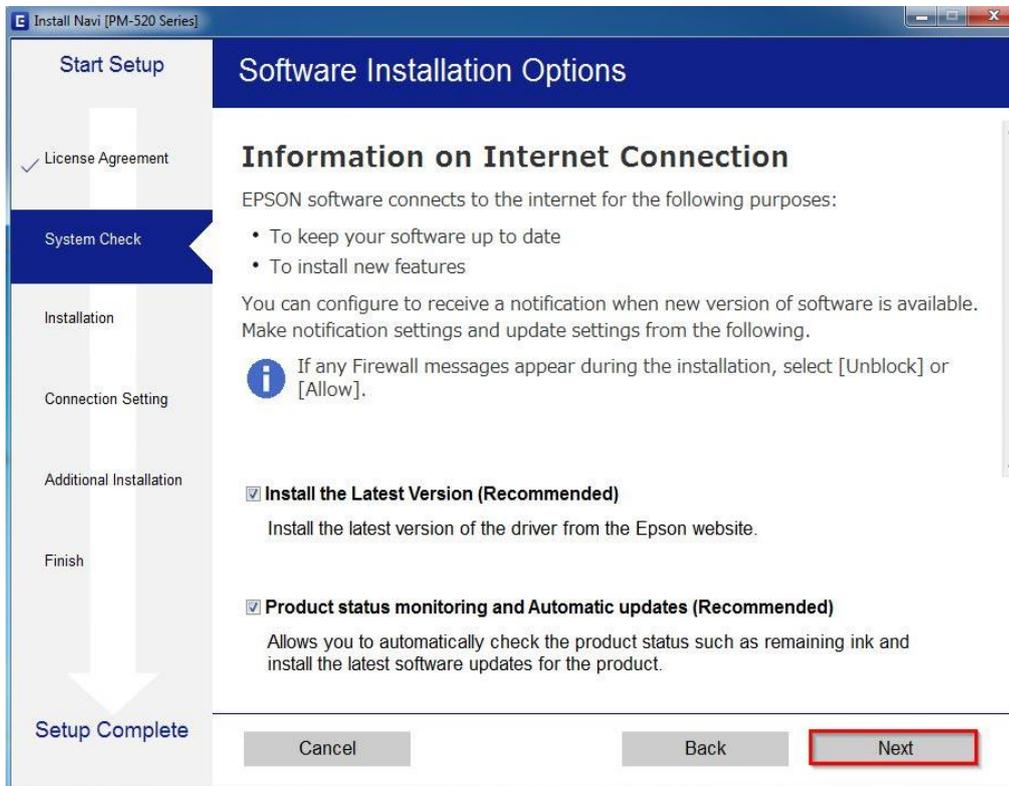 E Install Navi [PM-520 Series]
Start Setup
License Agreement
System Check
Installation
Connection Setting
Additional Installation
Finish
Setup Complete
Software Installation Options
Information on Internet Connection
EPSON software connects to the internet for the following purposes:
• To keep your software up to date
• To install new features
You can configure to receive a notification when new version of software is available.
Make notification settings and update settings from the following.
If any Firewall messages appear during the installation, select [Unblock] or
[Allow].
Install the Latest Version (Recommended)
Install the latest version of the driver from the Epson website.
Product status monitoring and Automatic updates (Recommended)
Allows you to automatically check the product status such as remaining ink and
install the latest software updates for the product.
Cancel
Back
Next